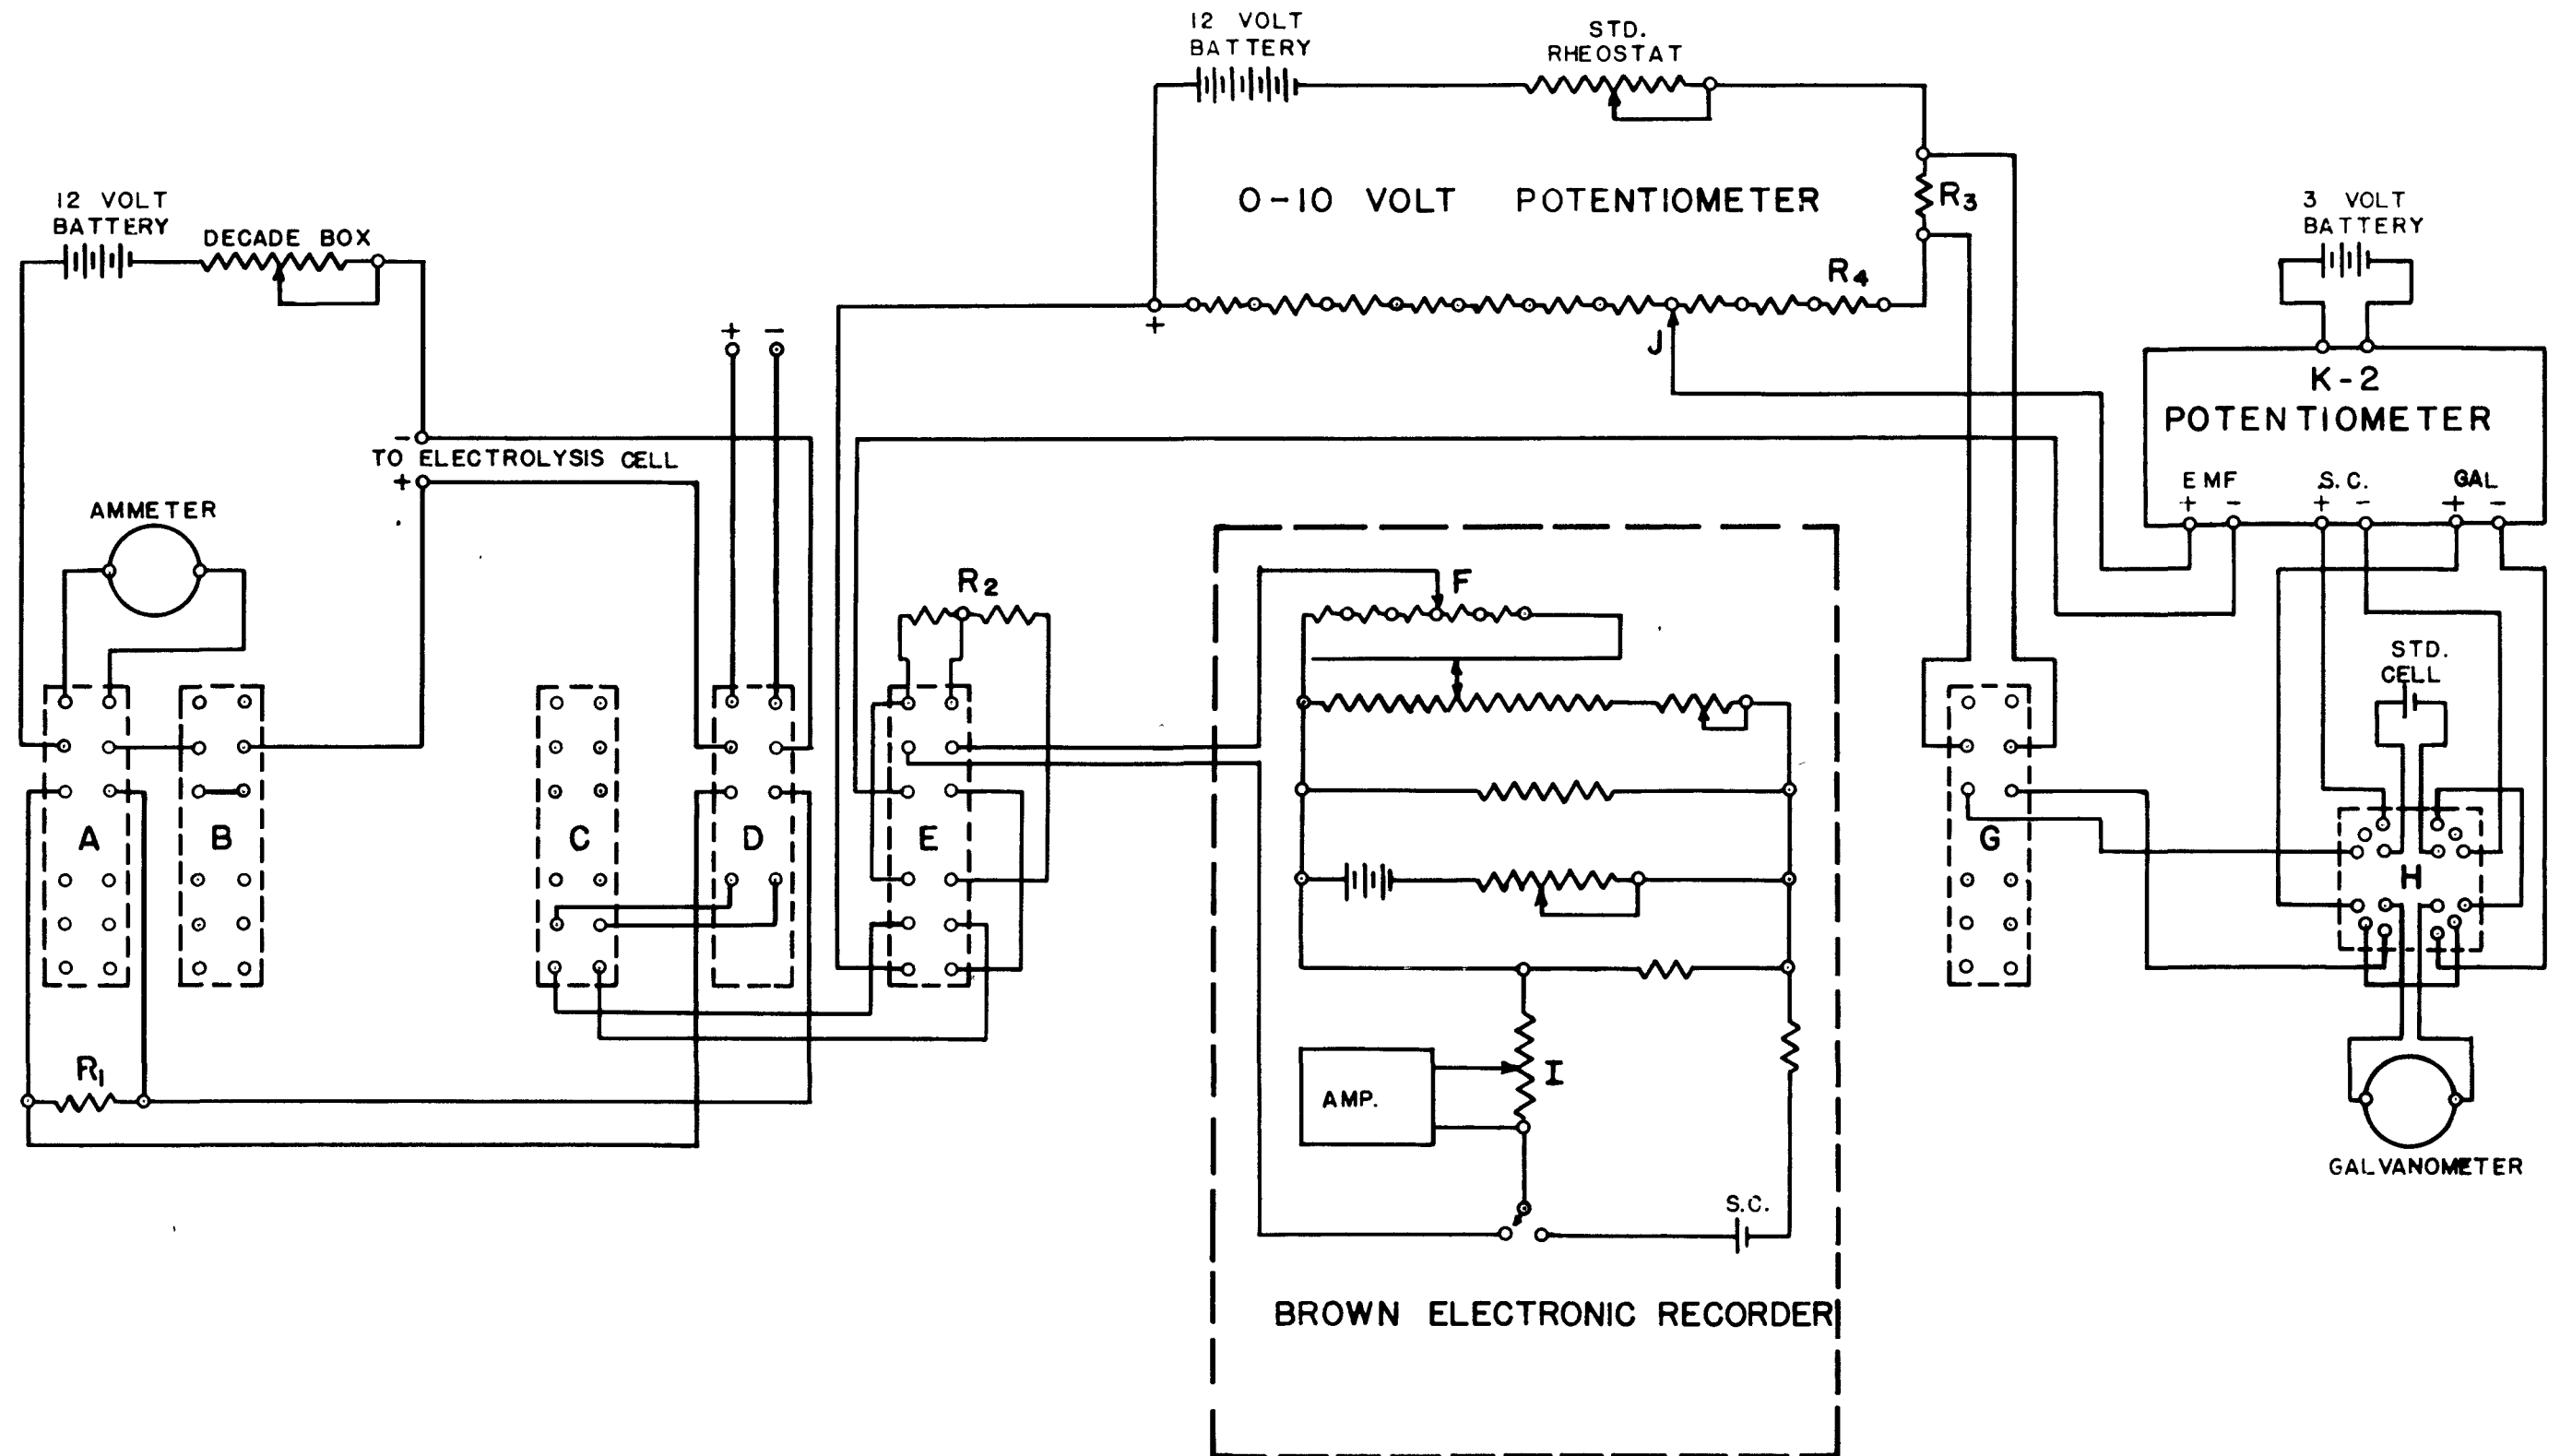 12 VOLT
BATTERY
STD.
RHEOSTAT
0-10 VOLT POTENTIOMETER
R3
R4
J
+
12 VOLT
BATTERY
DECADE BOX
3 VOLT
BATTERY
K-2
POTENTIOMETER
EMF
S.C.
GAL
+ -
+ -
+ -
+ -
-
TO ELECTROLYSIS CELL
+
AMMETER
R2
F
STD.
CELL
A
B
C
D
E
G
H
R1
AMP.
I
S.C.
GALVANOMETER
BROWN ELECTRONIC RECORDER